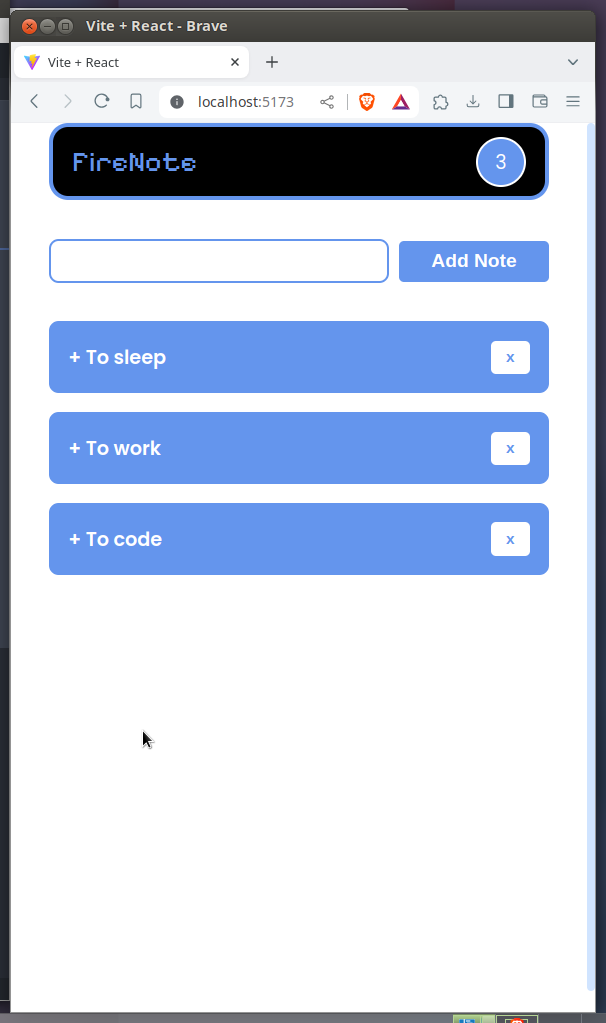 Vite + React - Brave
Vite + React
localhost:5173
FireNote
3
Add Note
+ To sleep
x
+ To work
x
+ To code
x